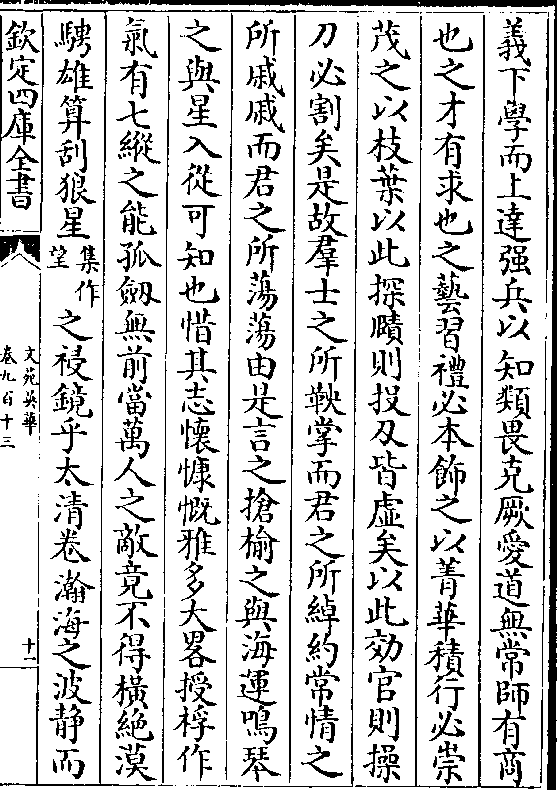 義下學而上達强兵以知類畏克厥愛道無常師有商
也之才有求也之藝習禮必本飾之以菁華積行必崇
茂之以枝葉以此探賾則投刃皆虛矣以此効官則操
刀必割矣是故羣士之所鞅掌而君之所綽約常情之
所戚戚而君之所蕩蕩由是言之搶榆之與海運鳴琴
之與星入從可知也惜其志懷慷慨雅多大畧授桴作
氣有七縱之能孤劒無前當萬人之敵竟不得橫絶漠
騁雄算刮狼星集作望之祲鏡乎太清卷瀚海之波静而
欽定四庫全書
文苑英華
卷九百十三
十一